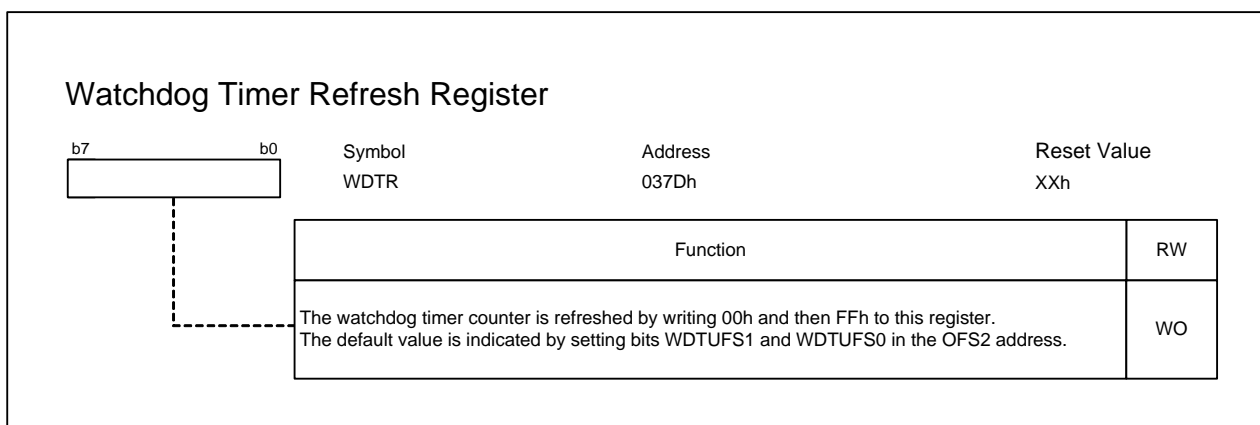 Watchdog Timer Refresh Register
b7 b0 Symbol Address Reset Value
WDTR 037Dh XXh
Function RW
The watchdog timer counter is refreshed by writing 00h and then FFh to this register.
The default value is indicated by setting bits WDTUFS1 and WDTUFS0 in the OFS2 address.
WO